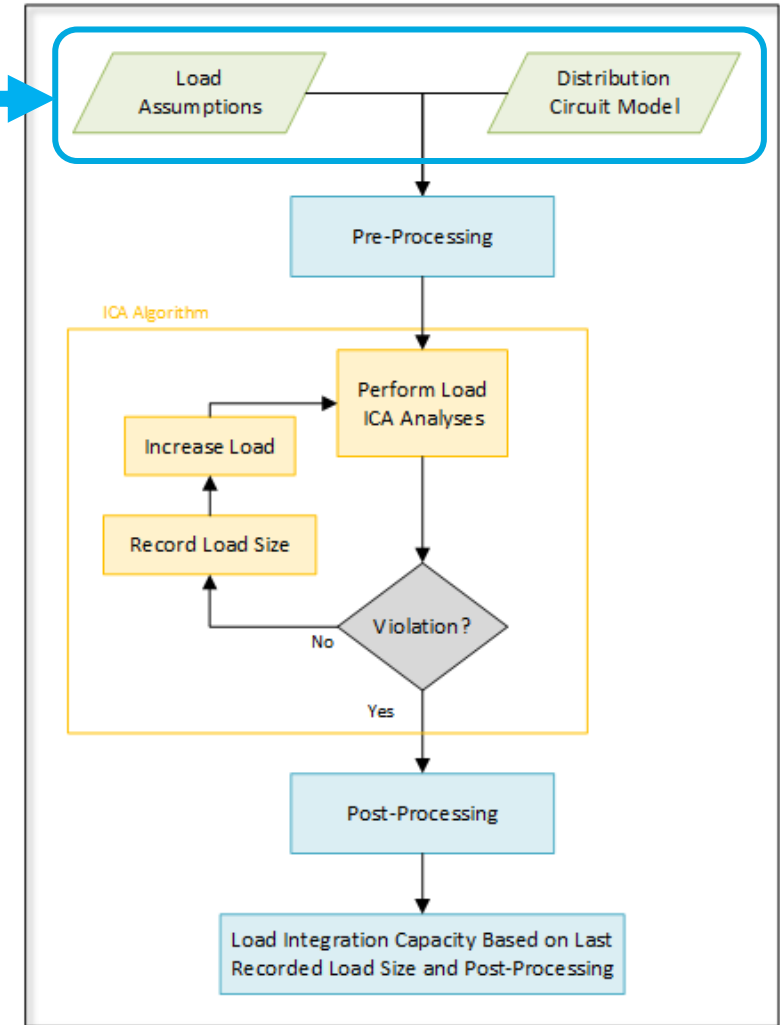 Load
Assumptions
Distribution
Circuit Model
Pre-Processing
ICA Algorithm
Perform Load
ICA Analyses
Increase Load
Record Load Size
Violation?
No
Yes
Post-Processing
Load Integration Capacity Based on Last
Recorded Load Size and Post-Processing